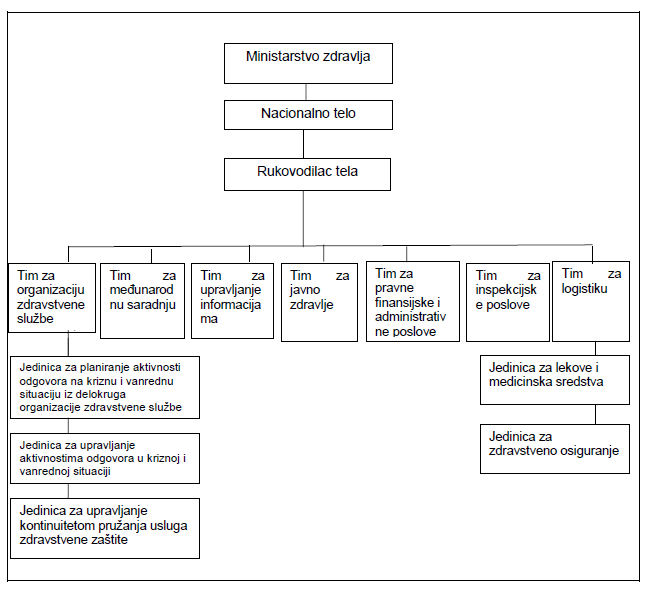 Ministarstvo zdravlja
Nacionalno telo
Rukovodilac tela
Tim za
organizaciju
zdravstvene
službe
Tim za
međunarod
nu saradnju
Tim za
upravljanje
informacija
ma
Tim za
javno
zdravlje
Tim za
pravne
finansijske i
administrativ
ne poslove
Tim za
inspekcijsk
e poslove
Tim za
logistiku
Jedinica za planiranje aktivnosti
odgovora na kriznu i vanrednu
situaciju iz delokruga
organizacije zdravstvene službe
Jedinica za upravljanje
aktivnostima odgovora u kriznoj i
vanrednoj situaciji
Jedinica za upravljanje
kontinuitetom pružanja usluga
zdravstvene zaštite
Jedinica za lekove i
medicinska sredstva
Jedinica za
zdravstveno osiguranje